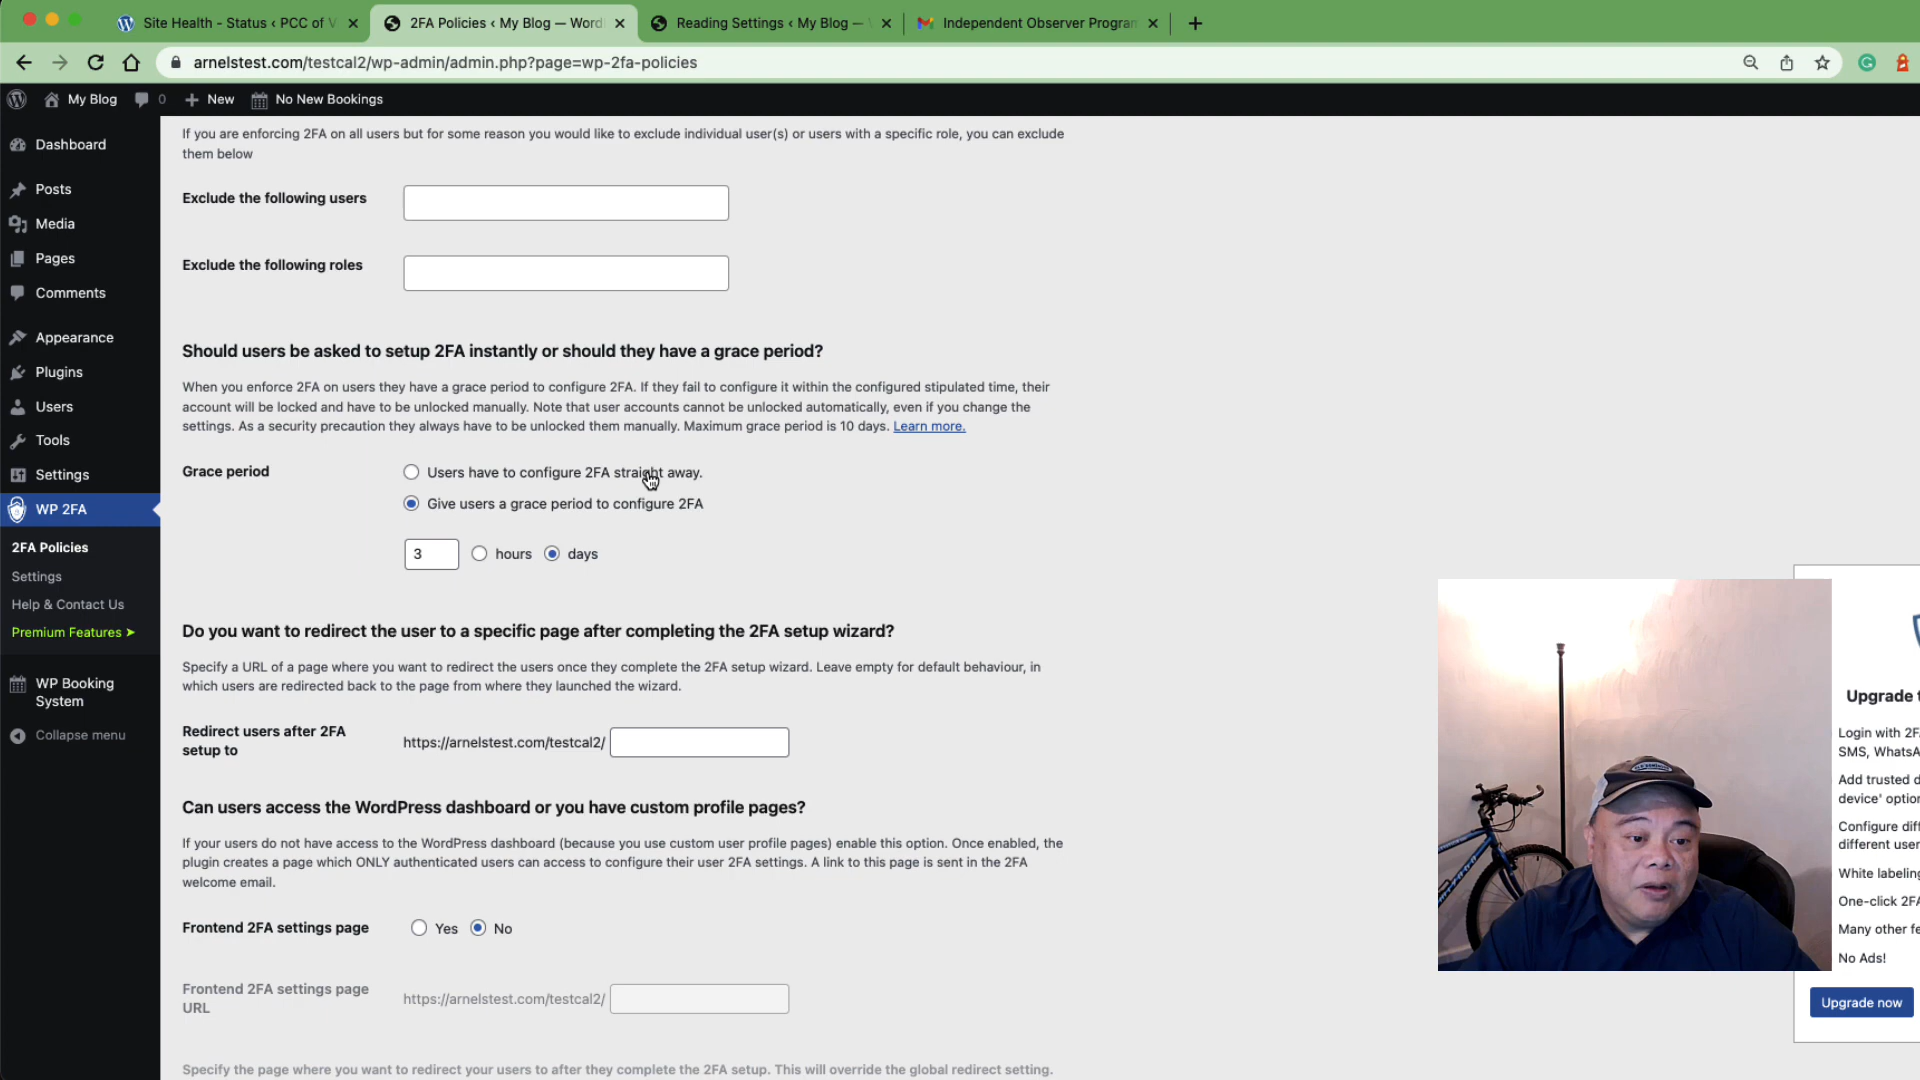 Site Health - Status ‹ PCC of V
2FA Policies ‹ My Blog — Word
Reading Settings ‹ My Blog —
Independent Observer Program
arnelstest.com/testcal2/wp-admin/admin.php?page=wp-2fa-policies
My Blog
0
New
No New Bookings
Dashboard
Posts
Media
Pages
Comments
Appearance
Plugins
Users
Tools
Settings
WP 2FA
2FA Policies
Settings
Help & Contact Us
Premium Features ➤
WP Booking
System
Collapse menu
If you are enforcing 2FA on all users but for some reason you would like to exclude individual user(s) or users with a specific role, you can exclude
them below
Exclude the following users
Exclude the following roles
Should users be asked to setup 2FA instantly or should they have a grace period?
When you enforce 2FA on users they have a grace period to configure 2FA. If they fail to configure it within the configured stipulated time, their
account will be locked and have to be unlocked manually. Note that user accounts cannot be unlocked automatically, even if you change the
settings. As a security precaution they always have to be unlocked them manually. Maximum grace period is 10 days. Learn more.
Grace period
Users have to configure 2FA straight away.
Give users a grace period to configure 2FA
3 hours days
Do you want to redirect the user to a specific page after completing the 2FA setup wizard?
Specify a URL of a page where you want to redirect the users once they complete the 2FA setup wizard. Leave empty for default behaviour, in
which users are redirected back to the page from where they launched the wizard.
Redirect users after 2FA
setup to
https://arnelstest.com/testcal2/
Can users access the WordPress dashboard or you have custom profile pages?
If your users do not have access to the WordPress dashboard (because you use custom user profile pages) enable this option. Once enabled, the
plugin creates a page which ONLY authenticated users can access to configure their user 2FA settings. A link to this page is sent in the 2FA
welcome email.
Frontend 2FA settings page
Yes No
Frontend 2FA settings page
URL
https://arnelstest.com/testcal2/
Specify the page where you want to redirect your users to after they complete the 2FA setup. This will override the global redirect setting.
Upgrade t
Login with 2FA
SMS, WhatsA
Add trusted d
device' option
Configure diff
different user
White labeling
One-click 2FA
Many other fe
No Ads!
Upgrade now